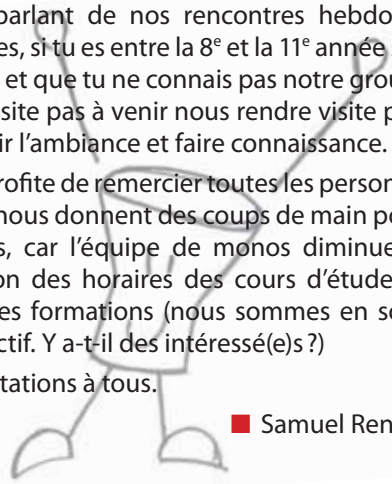 parlant de nos rencontres hebdo
es, si tu es entre la 8e et la 11e année
et que tu ne connais pas notre grou
site pas à venir nous rendre visite p
ir l’ambiance et faire connaissance.
rofite de remercier toutes les person
nous donnent des coups de main po
s, car l’équipe de monos diminue
on des horaires des cours d’étude
es formations (nous sommes en so
ctif. Y a-t-il des intéressé(e)s ?)
tations à tous.
■ Samuel Ren